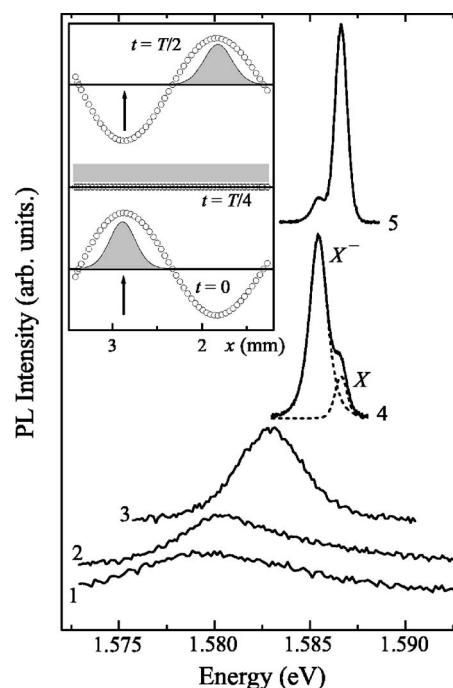 t = T/2
t = T/4
t = 0
3 2 x (mm)
5
X⁻
X
4
3
2
1
PL Intensity (arb. units.)
1.575 1.580 1.585 1.590
Energy (eV)